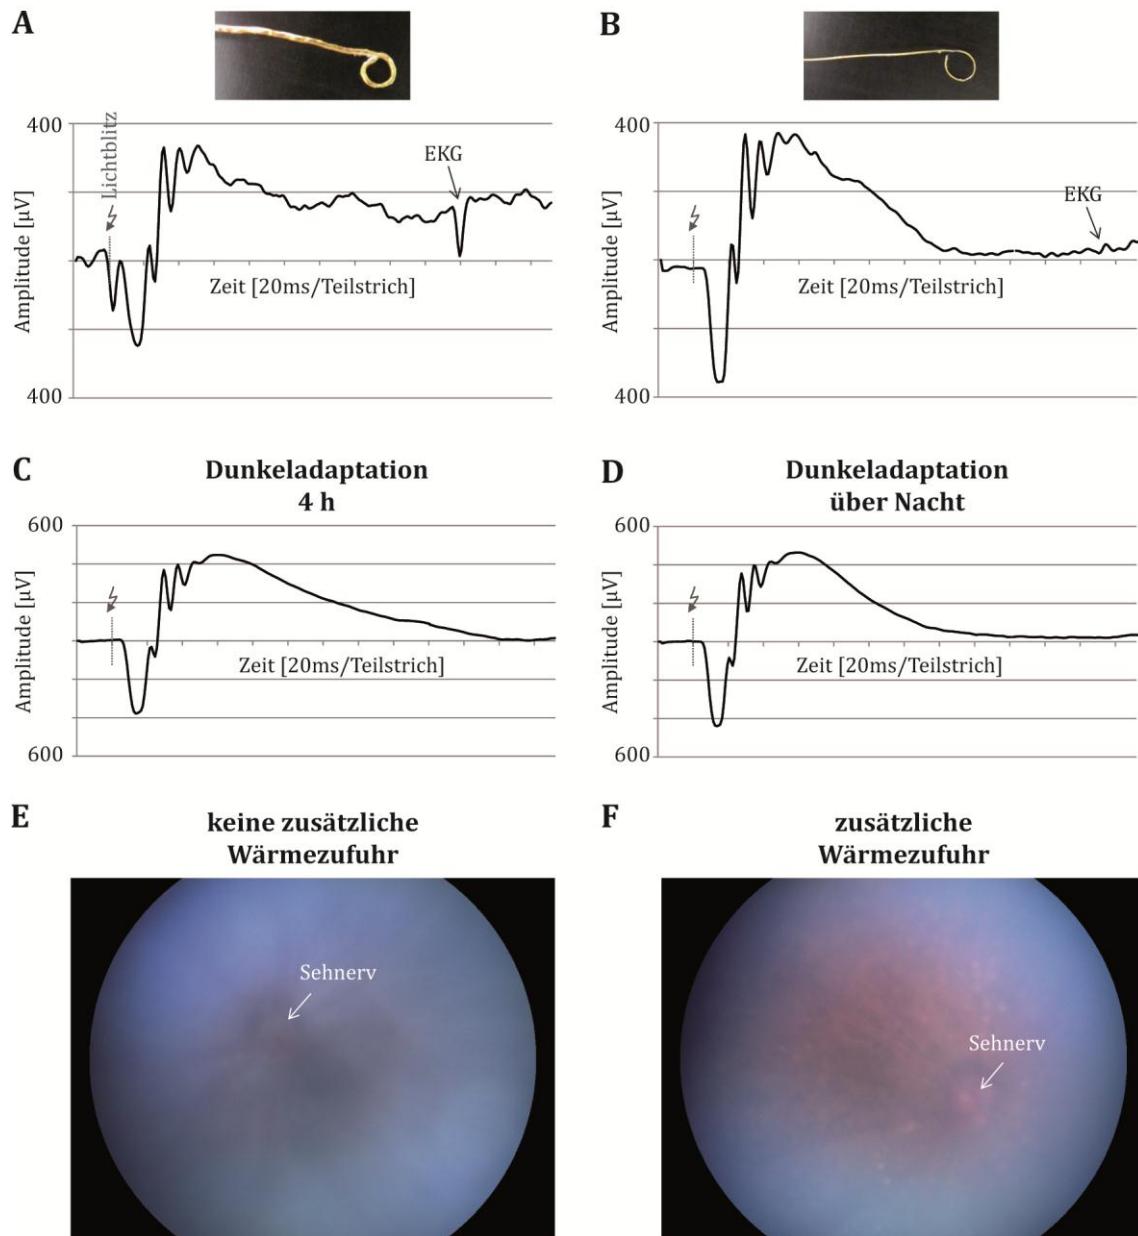 A
B
400
Lichtblitz
EKG
Amplitude [µV]
Zeit [20ms/Teilstrich]
400
400
EKG
Amplitude [µV]
Zeit [20ms/Teilstrich]
400
C
Dunkeladaptation
4 h
D
Dunkeladaptation
über Nacht
600
Amplitude [µV]
Zeit [20ms/Teilstrich]
600
600
Amplitude [µV]
Zeit [20ms/Teilstrich]
600
E
keine zusätzliche
Wärmezufuhr
F
zusätzliche
Wärmezufuhr
Sehnerv
Sehnerv